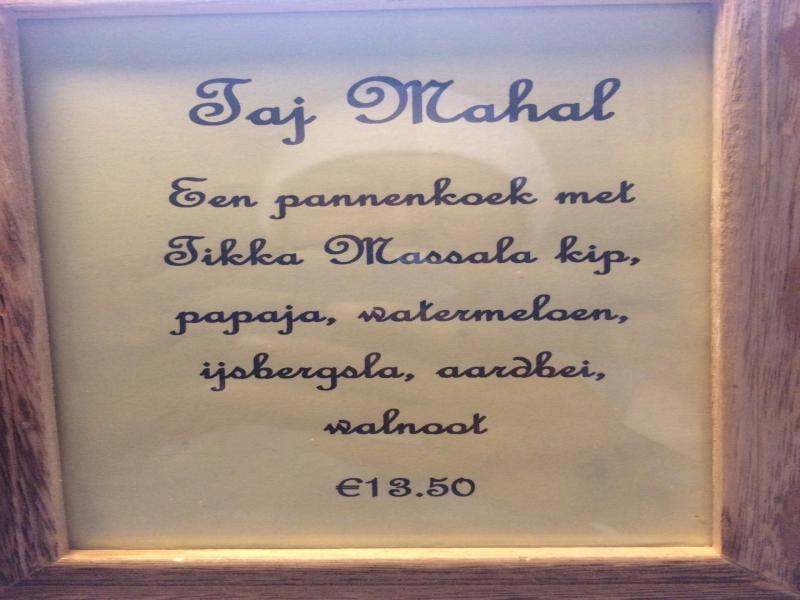 Taj Mahal
Een pannenkoek met
Tikka Massala kip,
papaja, watermeloen,
ijsbergsla, aardbei,
walnoot
€13.50